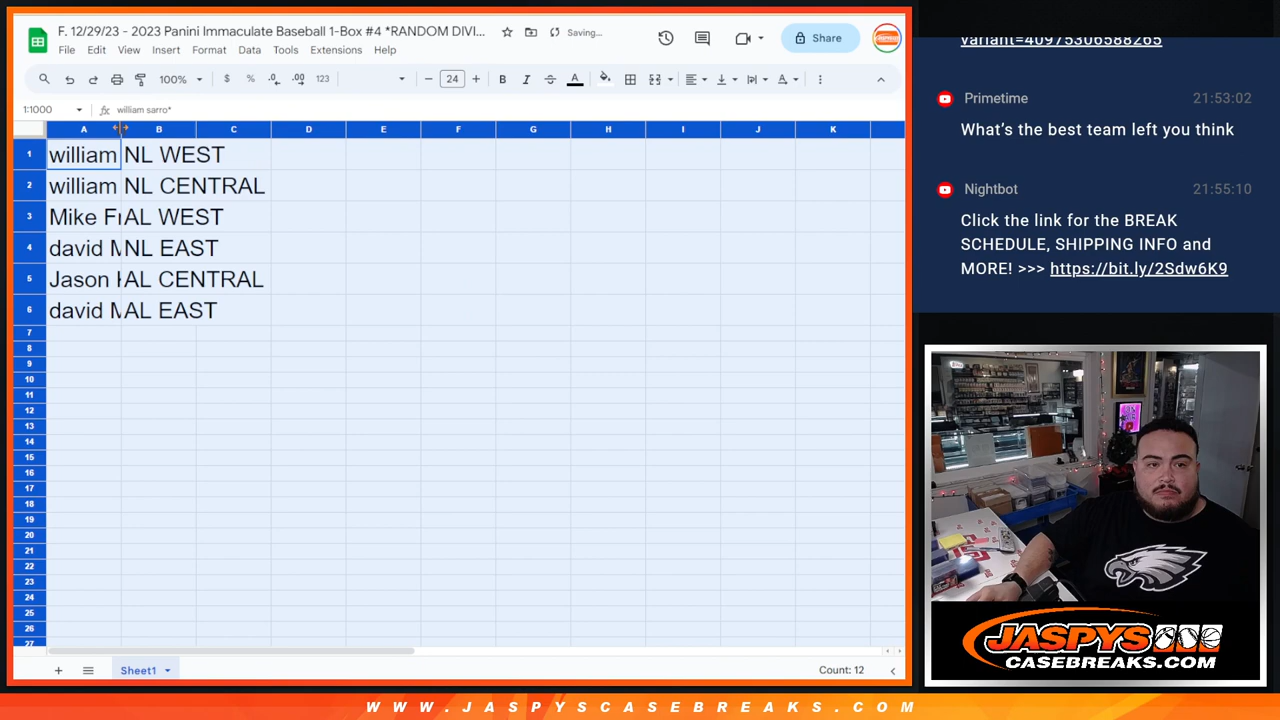 F. 12/29/23 - 2023 Panini Immaculate Baseball 1-Box #4 *RANDOM DIVI...
Saving...
File Edit View Insert Format Data Tools Extensions Help
Share
100% $ % .0 .00 123 24 B I S A
1:1000 fx william sarro*
A B C D E F G H I J K
1 william NL WEST
2 william NL CENTRAL
3 Mike Fr AL WEST
4 david M NL EAST
5 Jason AL CENTRAL
6 david M AL EAST
7
8
9
10
11
12
13
14
15
16
17
18
19
20
21
22
23
24
25
26
27
Sheet1
Count: 12
variant=40975306588265
Primetime 21:53:02
What's the best team left you think
Nightbot 21:55:10
Click the link for the BREAK
SCHEDULE, SHIPPING INFO and
MORE! >>> https://bit.ly/2Sdw6K9
JASPYS
CASEBREAKS.COM
WWW.JASPYSCASEBREAKS.COM